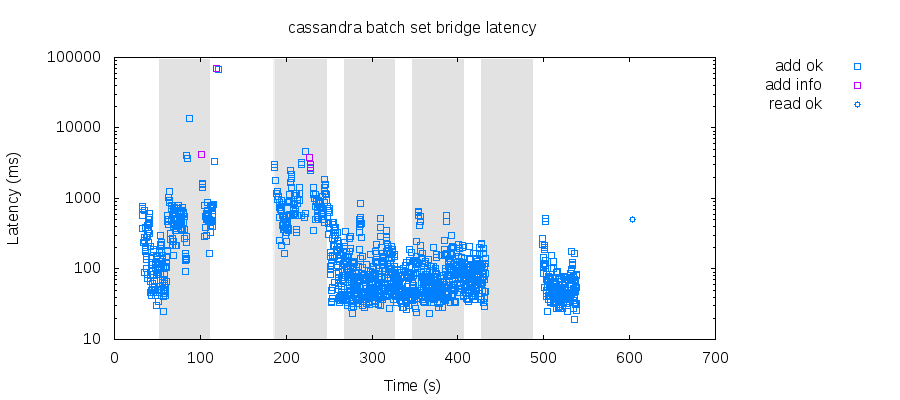 cassandra batch set bridge latency
Latency (ms)
100000
10000
1000
100
10
0 100 200 300 400 500 600 700
Time (s)
add ok
add info
read ok